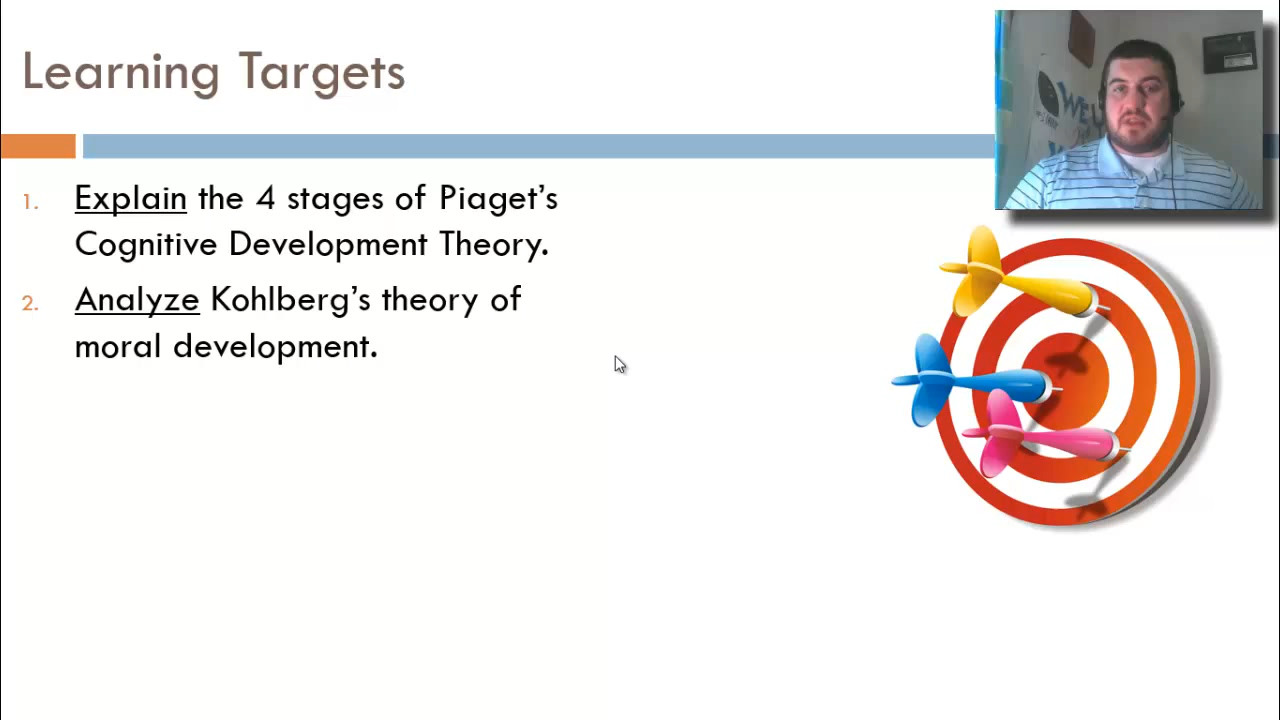 Learning Targets
1. Explain the 4 stages of Piaget's
Cognitive Development Theory.
2. Analyze Kohlberg's theory of
moral development.